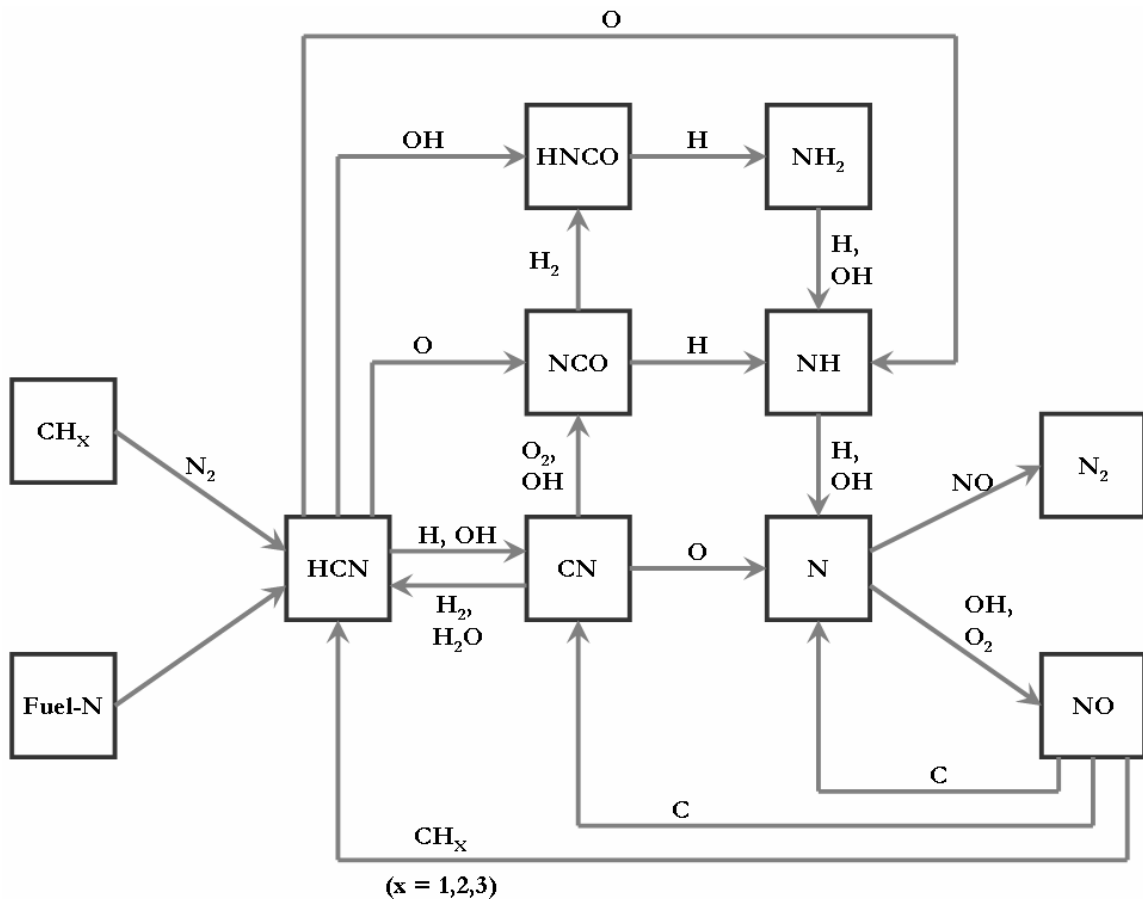 O
OH
HNCO
H
NH₂
H₂
H,
OH
O
NCO
H
NH
CHₓ
N₂
O₂,
OH
H,
OH
NO
N₂
HCN
H, OH
H₂,
H₂O
CN
O
N
OH,
O₂
Fuel-N
NO
C
C
CHₓ
(x = 1,2,3)